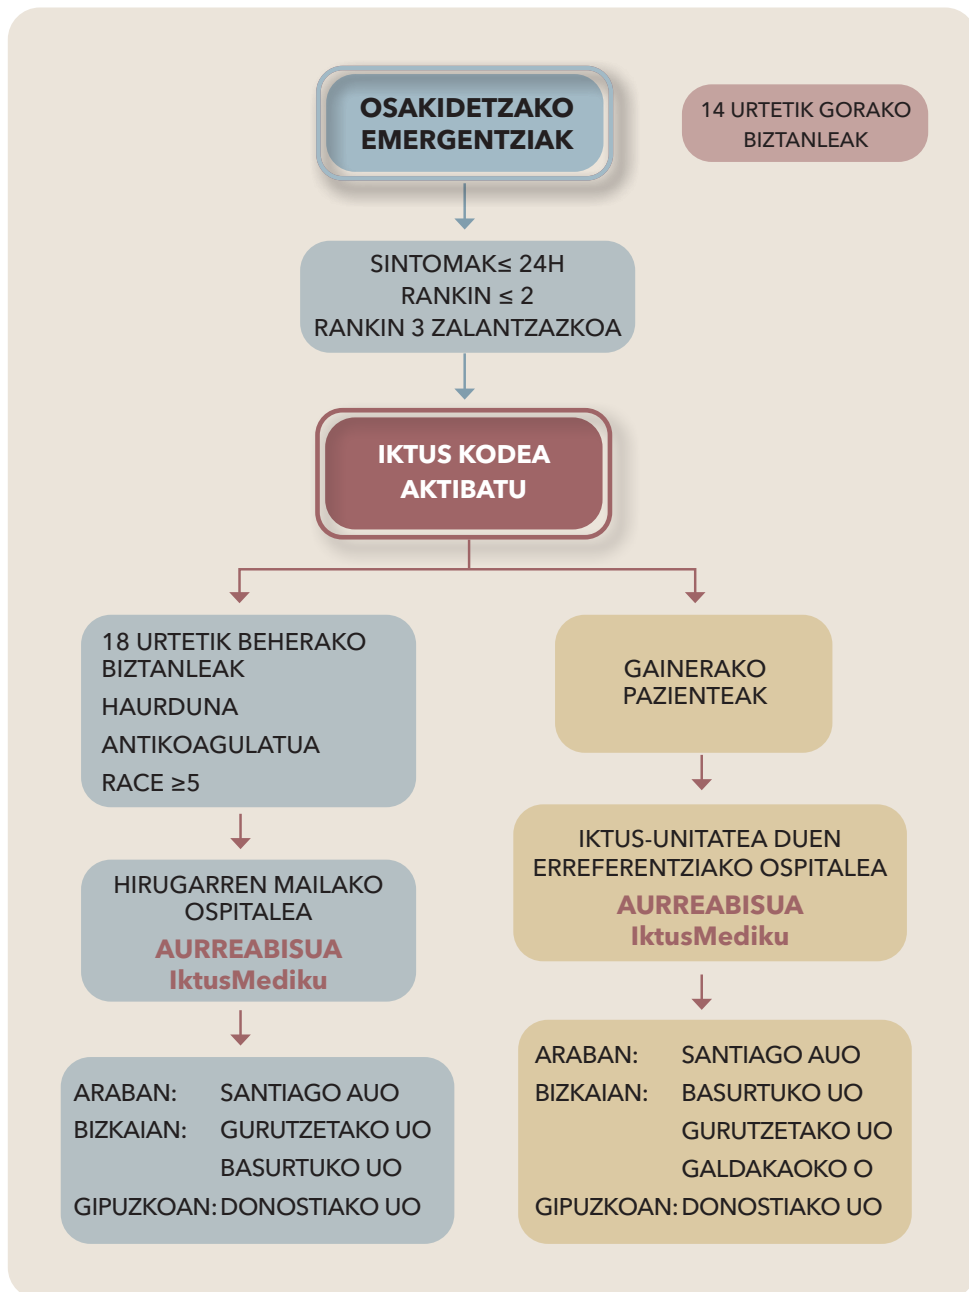 OSAKIDETZAKO
EMERGENTZIAK
14 URTETIK GORAKO
BIZTANLEAK
SINTOMAK≤ 24H
RANKIN ≤ 2
RANKIN 3 ZALANTZAZKOA
IKTUS KODEA
AKTIBATU
18 URTETIK BEHERAKO
BIZTANLEAK
HAURDUNA
ANTIKOAGULATUA
RACE ≥5
GAINERAKO
PAZIENTEAK
HIRUGARREN MAILAKO
OSPITALEA
AURREABISUA
IktusMediku
IKTUS-UNITATEA DUEN
ERREFERENTZIAKO OSPITALEA
AURREABISUA
IktusMediku
ARABAN: SANTIAGO AUO
BIZKAIAN: GURUTZETAKO UO
BASURTUKO UO
GIPUZKOAN: DONOSTIAKO UO
ARABAN: SANTIAGO AUO
BIZKAIAN: BASURTUKO UO
GURUTZETAKO UO
GALDAKAOKO O
GIPUZKOAN: DONOSTIAKO UO